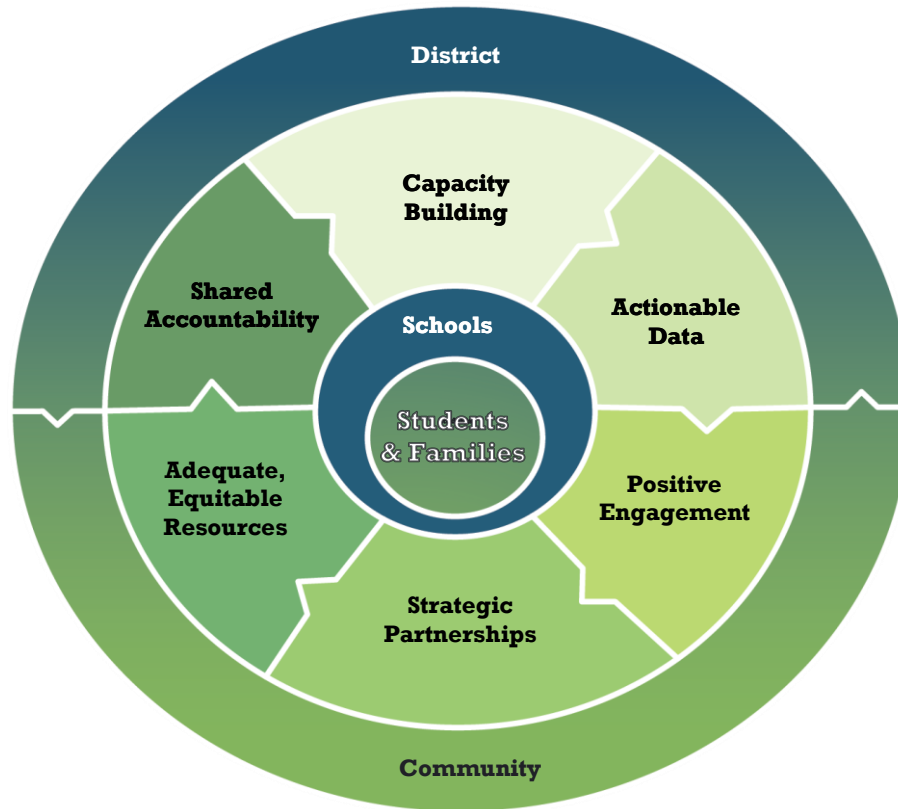 District
Capacity
Building
Shared
Accountability
Actionable
Data
Schools
Students
& Families
Adequate,
Equitable
Resources
Positive
Engagement
Strategic
Partnerships
Community